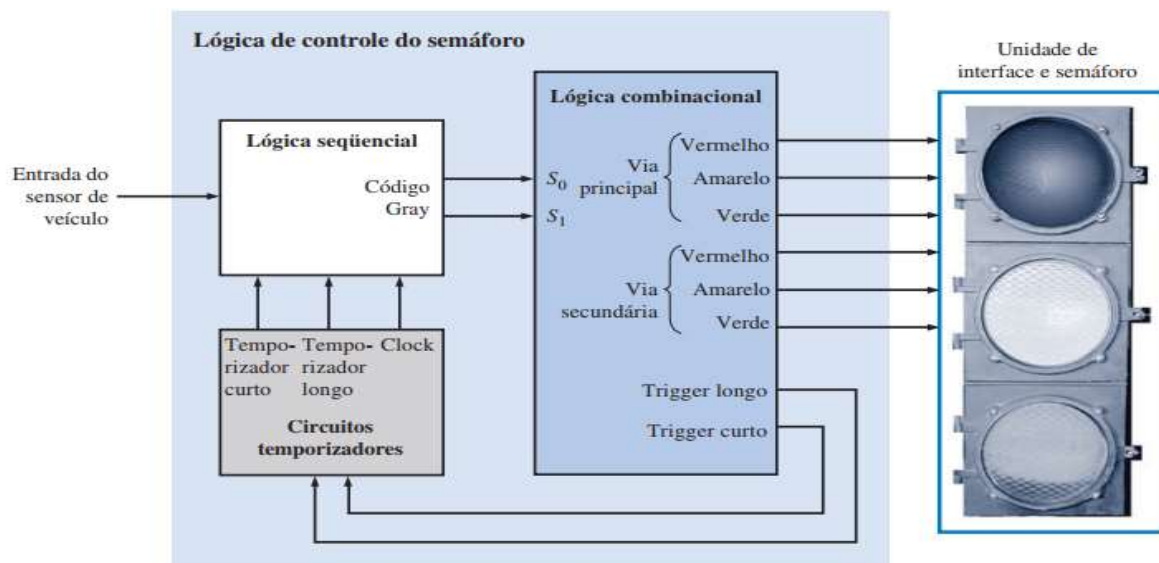 Lógica de controle do semáforo
Unidade de
interface e semáforo
Lógica combinacional
Lógica seqüencial
Vermelho
Via
principal
Amarelo
Verde
Entrada do
sensor de
veículo
Código
Gray
S0
S1
Vermelho
Via
secundária
Amarelo
Verde
Tempo-
rizador
curto
Tempo-
rizador
longo
Clock
Circuitos
temporizadores
Trigger longo
Trigger curto